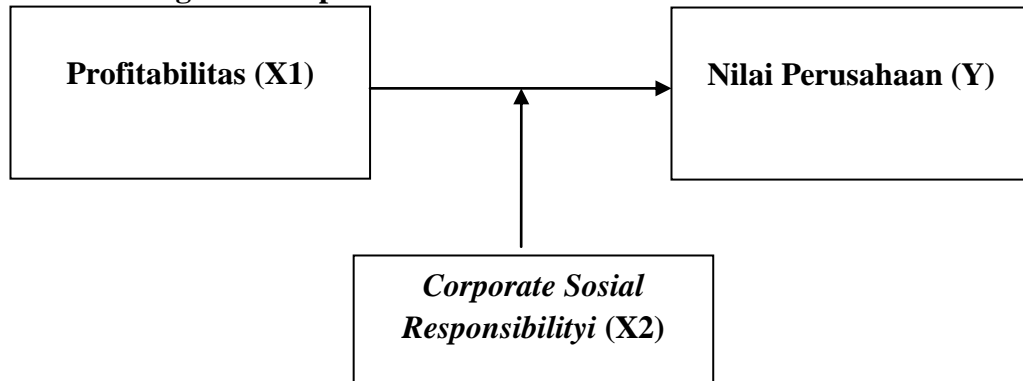 Profitabilitas (X1)
Nilai Perusahaan (Y)
Corporate Sosial
Responsibilityi (X2)